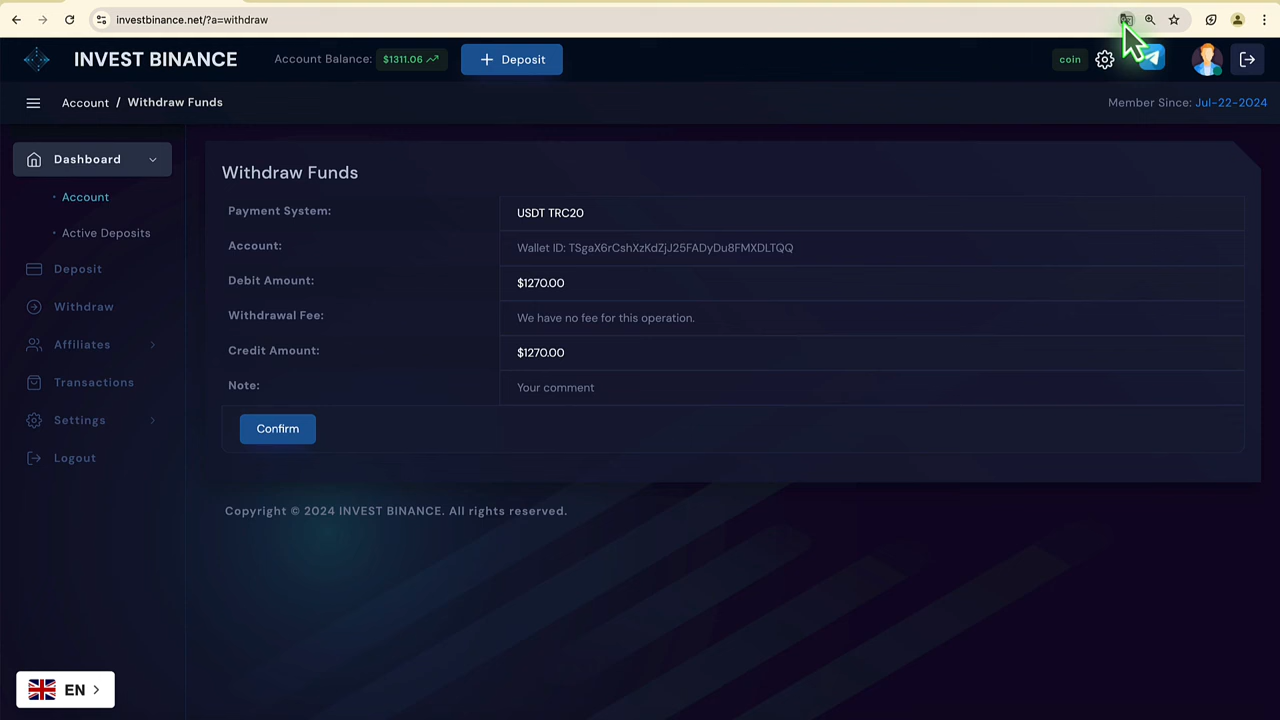 investbinance.net/?a=withdraw
INVEST BINANCE
Account Balance: $1311.06
Deposit
coin
Account / Withdraw Funds
Member Since: Jul-22-2024
Dashboard
Account
Active Deposits
Deposit
Withdraw
Affiliates
Transactions
Settings
Logout
Withdraw Funds
Payment System: USDT TRC20
Account: Wallet ID: TSgaX6rCshXzKdZjJ25FADyDu8FMXDLTQQ
Debit Amount: $1270.00
Withdrawal Fee: We have no fee for this operation.
Credit Amount: $1270.00
Note: Your comment
Confirm
Copyright © 2024 INVEST BINANCE. All rights reserved.
EN